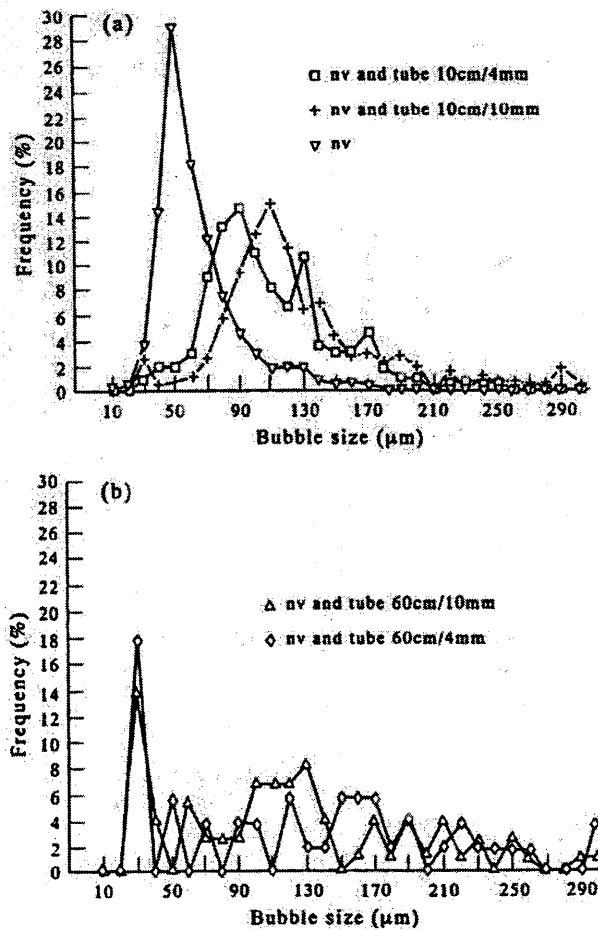 (a)
30
28
26
24
22
20
18
16
14
12
10
8
6
4
2
0
Frequency (%)
nv and tube 10cm/4mm
nv and tube 10cm/10mm
nv
10 50 90 130 170 210 250 290
Bubble size (μm)
(b)
30
28
26
24
22
20
18
16
14
12
10
8
6
4
2
0
Frequency (%)
nv and tube 60cm/10mm
nv and tube 60cm/4mm
10 50 90 130 170 210 250 290
Bubble size (μm)